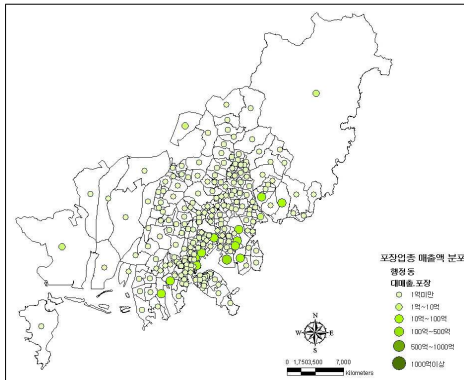 포장업종 매출액 분포
행정동
대매출.포장
1억미만
1억~10억
10억~100억
100억~500억
500억~1000억
1000억이상
N
W E
S
0 1,7503,500 7,000
Kilometers